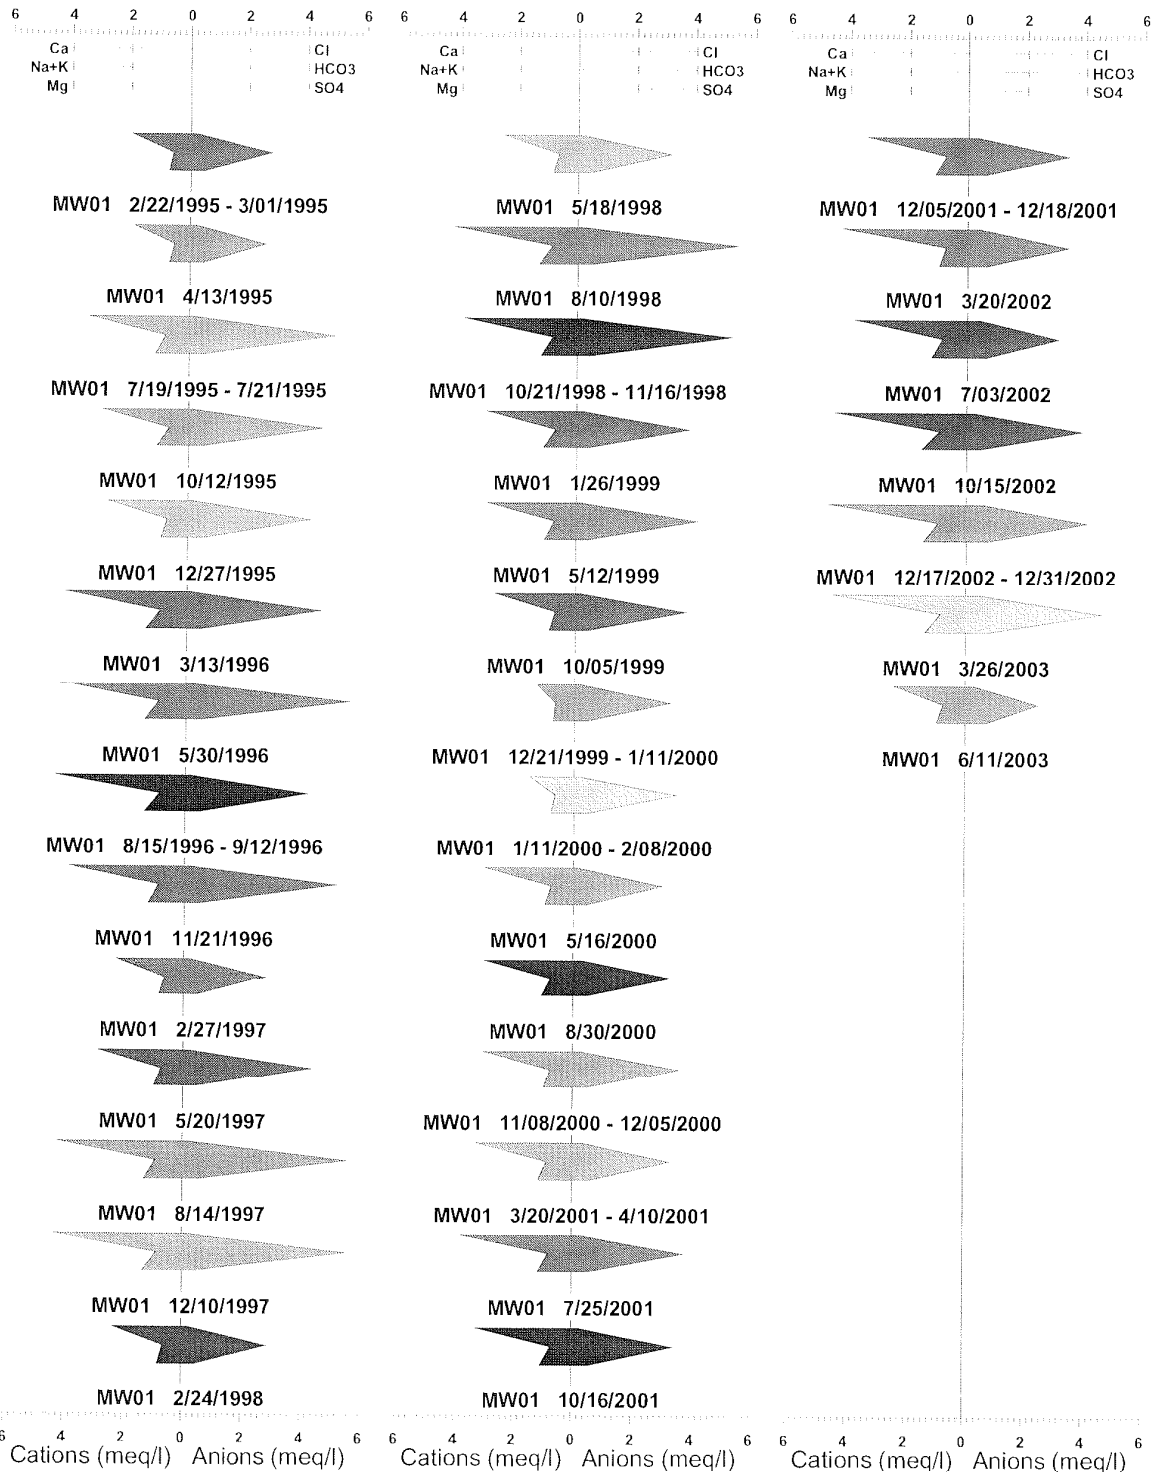 6 4 2 0 2 4 6
Ca Cl
Na+K HCO3
Mg SO4
MW01 2/22/1995 - 3/01/1995
MW01 4/13/1995
MW01 7/19/1995 - 7/21/1995
MW01 10/12/1995
MW01 12/27/1995
MW01 3/13/1996
MW01 5/30/1996
MW01 8/15/1996 - 9/12/1996
MW01 11/21/1996
MW01 2/27/1997
MW01 5/20/1997
MW01 8/14/1997
MW01 12/10/1997
MW01 2/24/1998
6 4 2 0 2 4 6
Cations (meq/l) Anions (meq/l)
6 4 2 0 2 4 6
Ca Cl
Na+K HCO3
Mg SO4
MW01 5/18/1998
MW01 8/10/1998
MW01 10/21/1998 - 11/16/1998
MW01 1/26/1999
MW01 5/12/1999
MW01 10/05/1999
MW01 12/21/1999 - 1/11/2000
MW01 1/11/2000 - 2/08/2000
MW01 5/16/2000
MW01 8/30/2000
MW01 11/08/2000 - 12/05/2000
MW01 3/20/2001 - 4/10/2001
MW01 7/25/2001
MW01 10/16/2001
6 4 2 0 2 4 6
Cations (meq/l) Anions (meq/l)
6 4 2 0 2 4 6
Ca Cl
Na+K HCO3
Mg SO4
MW01 12/05/2001 - 12/18/2001
MW01 3/20/2002
MW01 7/03/2002
MW01 10/15/2002
MW01 12/17/2002 - 12/31/2002
MW01 3/26/2003
MW01 6/11/2003
6 4 2 0 2 4 6
Cations (meq/l) Anions (meq/l)